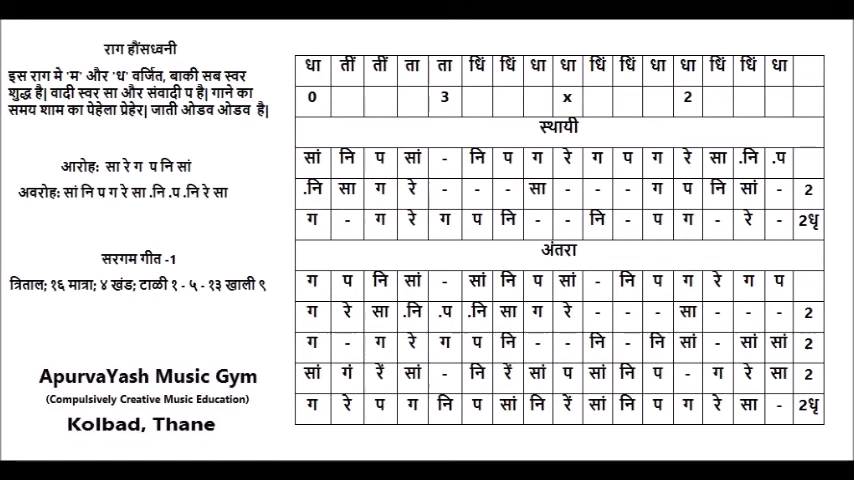 राग हौंसध्वनी
इस राग मे 'म' और 'ध' वर्जित, बाकी सब स्वर
शुद्ध है| वादी स्वर सा और संवादी प है| गाने का
समय शाम का पेहेला प्रेहेर| जाती ओडव ओडव है|
आरोह: सा रे ग प नि सां
अवरोह: सां नि प ग रे सा .नि .प .नि रे सा
सरगम गीत -1
त्रिताल; १६ मात्रा; ४ खंड; टाळी १ - ५ - १३ खाली ९
ApurvaYash Music Gym
(Compulsively Creative Music Education)
Kolbad, Thane
धा तीं तीं ता ता धिं धिं धा धा धिं धिं धा धा धिं धिं धा
0 3 x 2
स्थायी
सां नि प सां - नि प ग रे ग प ग रे सा .नि .प
.नि सा ग रे - - - सा - - - ग प नि सां - 2
ग - ग रे ग प नि - - नि - प ग - रे - 2धृ
अंतरा
ग प नि सां - सां नि प सां - नि प ग रे ग प
ग रे सा .नि .प .नि सा ग रे - - - सा - - - 2
ग - ग रे ग प नि - - नि - नि सां - सां सां 2
सां गं रें सां - नि रें सां प सां नि प - ग रे सा 2
ग रे प ग नि प सां नि रें सां नि प ग रे सा - 2धृ